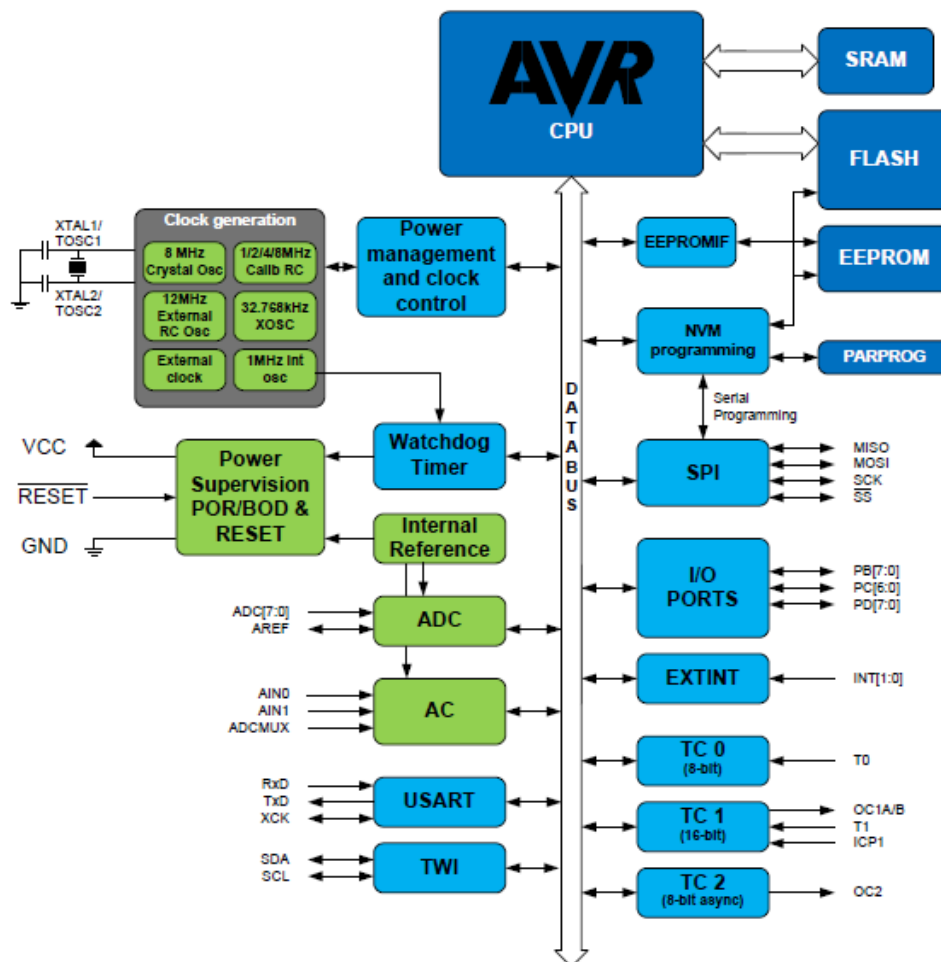 AVR
CPU
SRAM
FLASH
EEPROM
PARPROG
EEPROMIF
NVM
programming
Serial
Programming
Clock generation
XTAL1/
TOSC1
XTAL2/
TOSC2
8 MHz
Crystal Osc
1/2/4/8MHz
Calib RC
12MHz
External
RC Osc
32.768kHz
XOSC
External
clock
1MHz int
osc
Power
management
and clock
control
DATABUS
VCC
RESET
GND
Power
Supervision
POR/BOD &
RESET
Watchdog
Timer
Internal
Reference
ADC[7:0]
AREF
ADC
AIN0
AIN1
ADCMUX
AC
RxD
TxD
XCK
USART
SDA
SCL
TWI
SPI
MISO
MOSI
SCK
SS
I/O
PORTS
PB[7:0]
PC[6:0]
PD[7:0]
EXTINT
INT[1:0]
TC 0
(8-bit)
T0
TC 1
(16-bit)
OC1A/B
T1
ICP1
TC 2
(8-bit async)
OC2